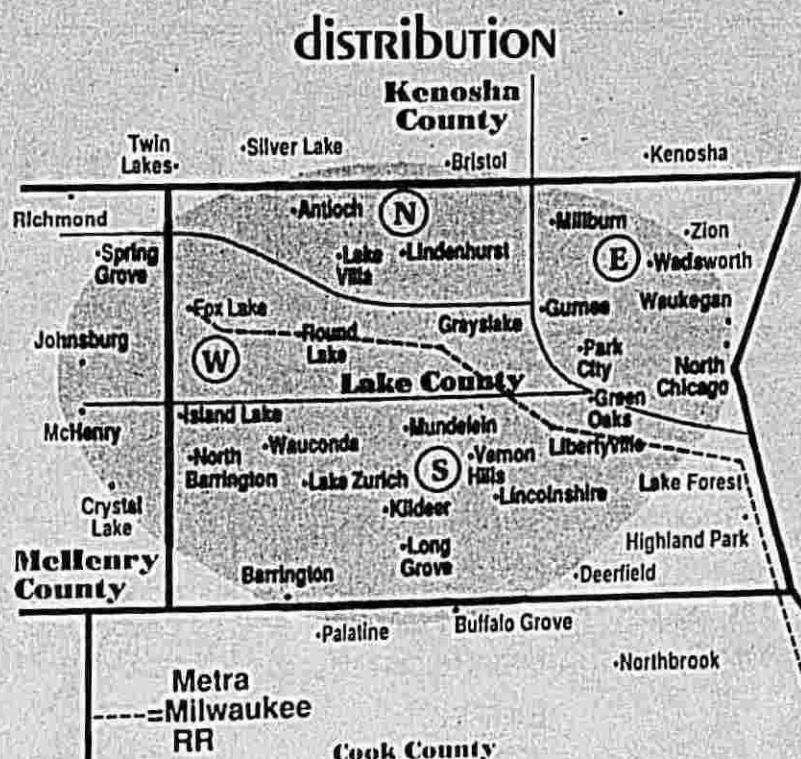 distribution
Kenosha
County
Twin
Lakes
Silver Lake
Bristol
Kenosha
Richmond
Antioch
N
Millburn
Zion
Spring
Grove
Lake
Villa
Lindenhurst
E
Wadsworth
Fox Lake
Grayslake
Gurnee
Waukegan
Johnsburg
W
Round
Lake
Park
City
North
Chicago
Lake County
Green
Oaks
McHenry
Island Lake
Mundelein
North
Barrington
Wauconda
Lake Zurich
S
Vernon
Hills
Libertyville
Lincolnshire
Lake Forest
Crystal
Lake
Kildeer
Highland Park
McHenry
County
Long
Grove
Barrington
Deerfield
Palatine
Buffalo Grove
Northbrook
Metra
----=Milwaukee
RR
Cook County